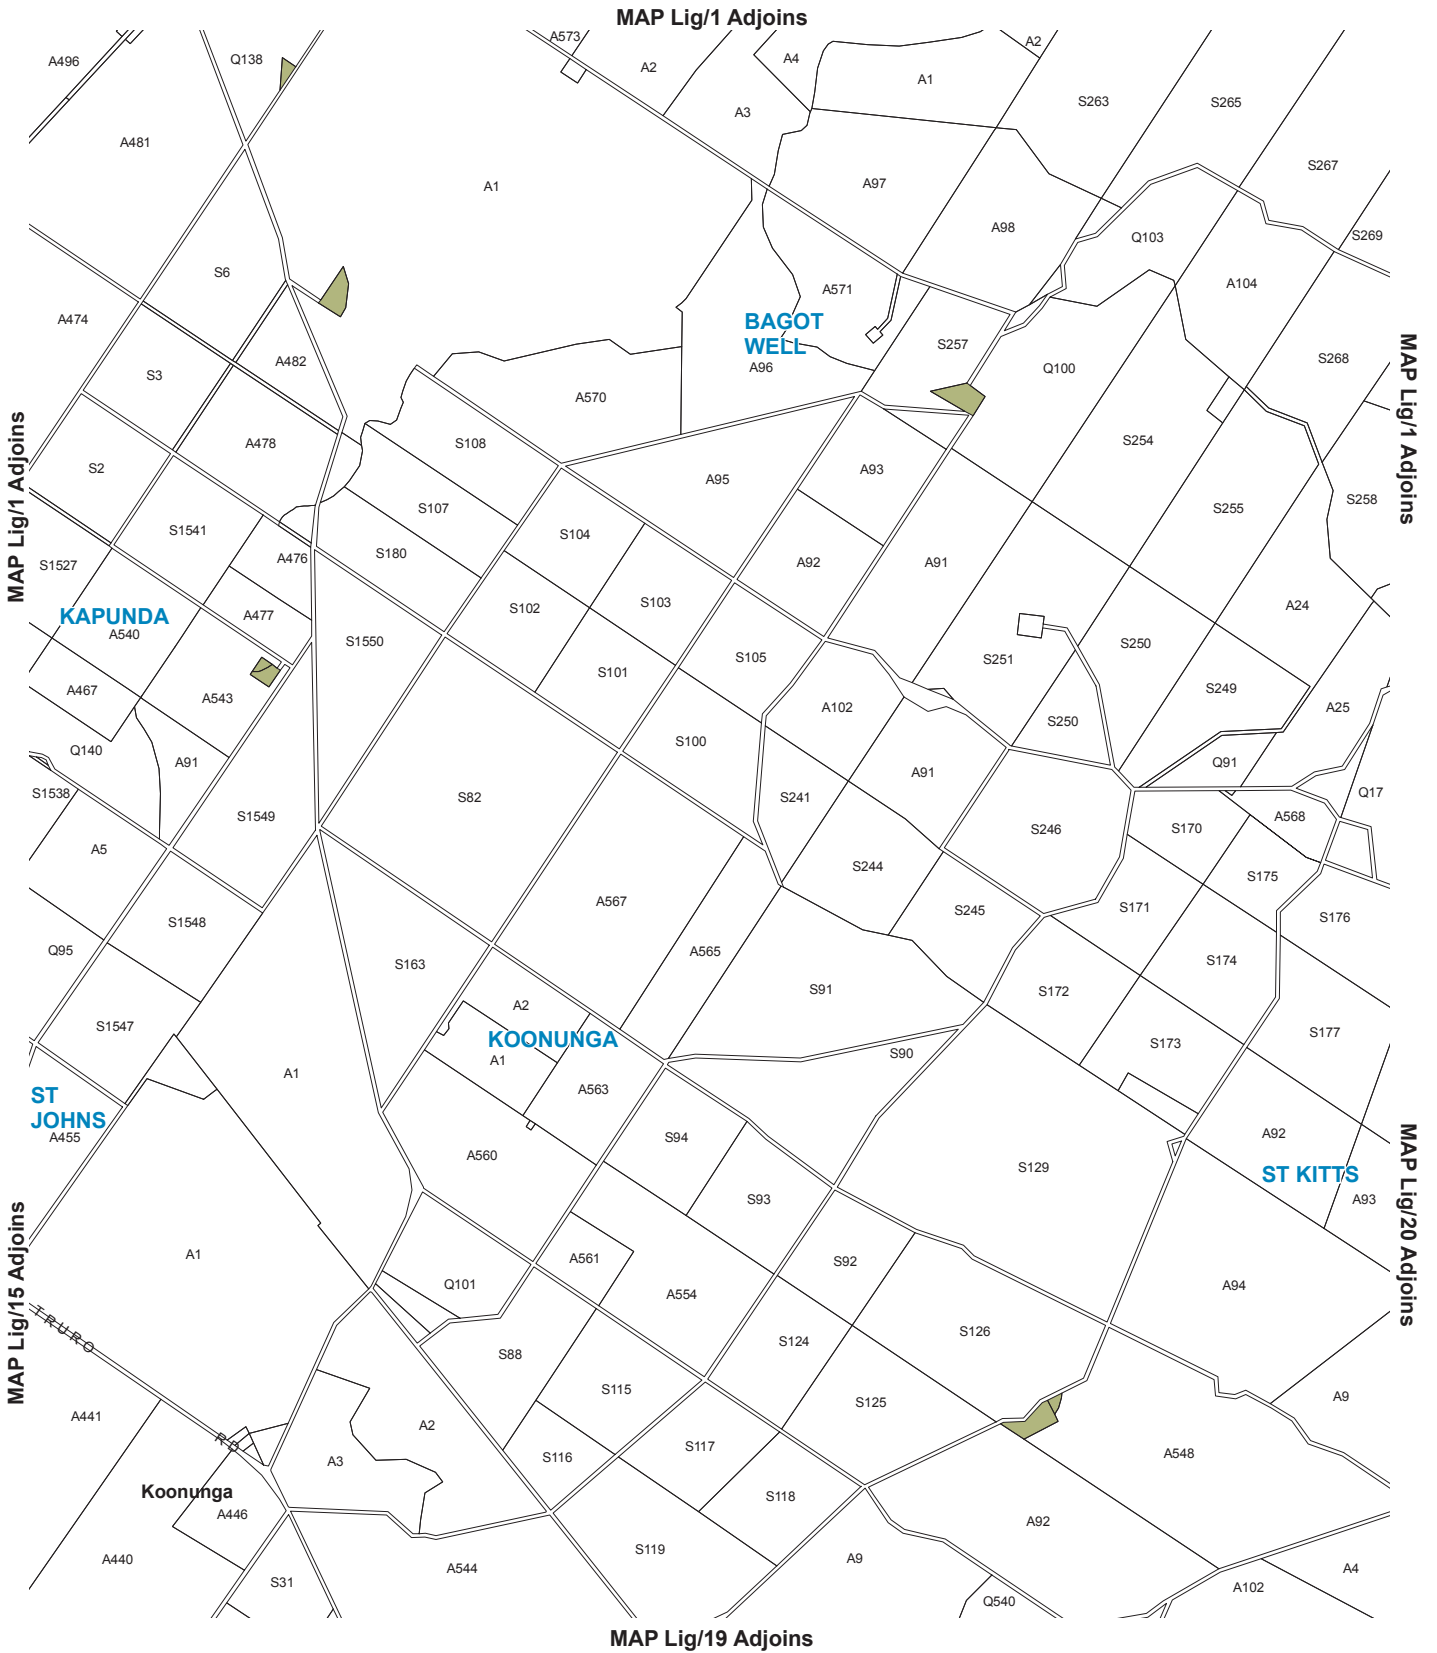 MAP Lig/1 Adjoins
A496
Q138
A573
A2
A4
A2
A1
A3
S263
S265
A481
S267
A1
A97
A98
Q103
S269
S6
A571
A104
A474
BAGOT
WELL
S257
S268
A482
A96
Q100
S3
A570
MAP Lig/1 Adjoins
MAP Lig/1 Adjoins
A478
S108
S254
S2
A93
A95
S258
S107
S255
S1541
S104
S180
A476
A92
A91
S1527
S103
S102
A24
KAPUNDA
A477
A540
S1550
S250
S105
S251
S101
A467
S249
A543
A102
A25
S250
S100
Q140
A91
Q91
A91
S1538
S82
S241
Q17
S1549
A568
S170
S246
A5
S244
S175
A567
S171
S245
S176
S1548
Q95
A565
S174
S163
S91
S172
A2
S1547
S177
KOONUNGA
S173
S90
A1
A1
A563
ST
JOHNS
A455
S94
A92
A560
S129
ST KITTS
A93
S93
MAP Lig/20 Adjoins
MAP Lig/15 Adjoins
A1
A561
S92
Q101
A554
A94
TRURO
S126
S124
S88
S115
A9
S125
A441
A2
RD
S117
A548
A3
S116
Koonunga
S118
A446
A92
S119
A440
A9
A544
A4
S31
A102
Q540
MAP Lig/19 Adjoins